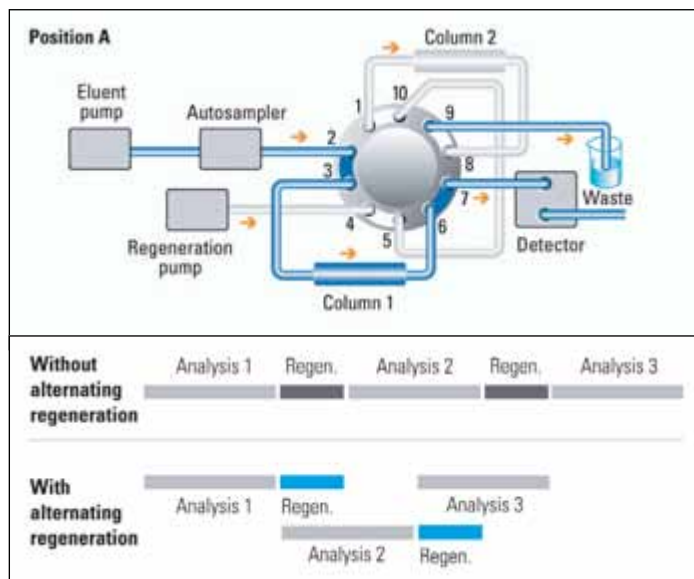 Position A
Column 2
Eluent
pump
Autosampler
1
10
9
2
3
8
7
4
5
6
Waste
Regeneration
pump
Detector
Column 1
Without
alternating
regeneration
Analysis 1
Regen.
Analysis 2
Regen.
Analysis 3
With
alternating
regeneration
Analysis 1
Regen.
Analysis 3
Analysis 2
Regen.